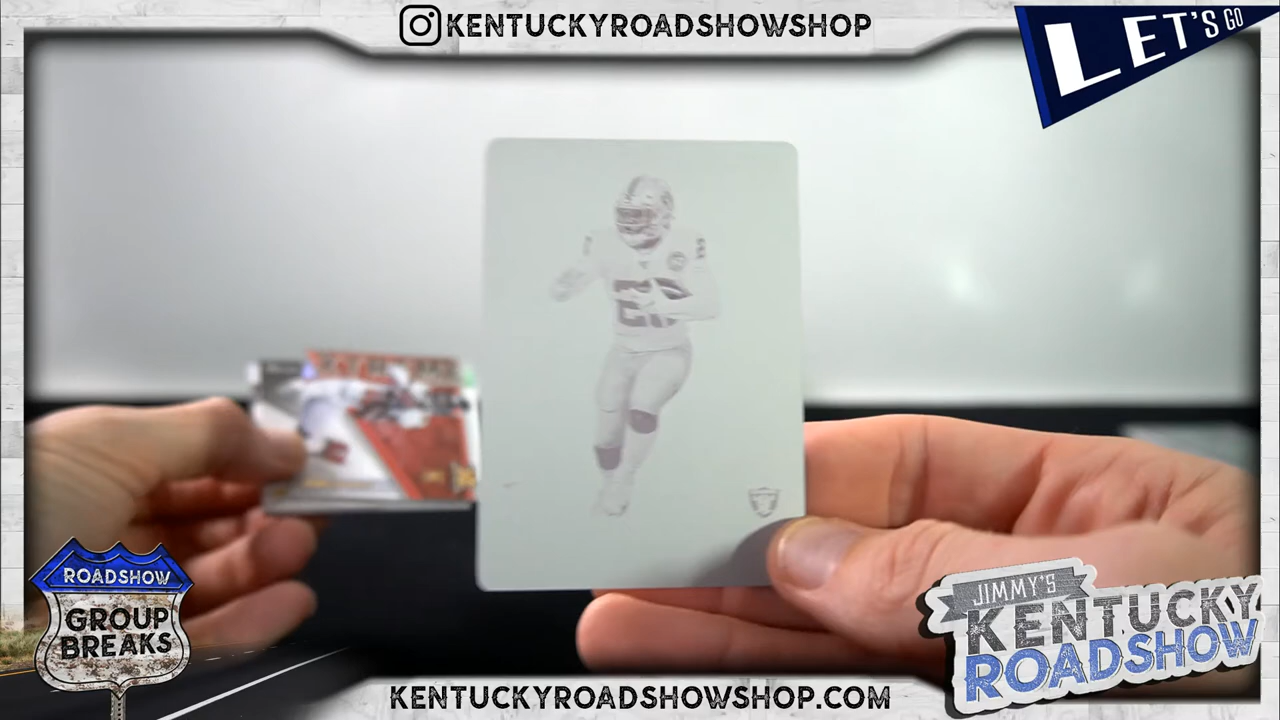 KENTUCKYROADSHOWSHOP
LET'S GO
ROADSHOW
GROUP
BREAKS
JIMMY'S
KENTUCKY
ROADSHOW
KENTUCKYROADSHOWSHOP.COM